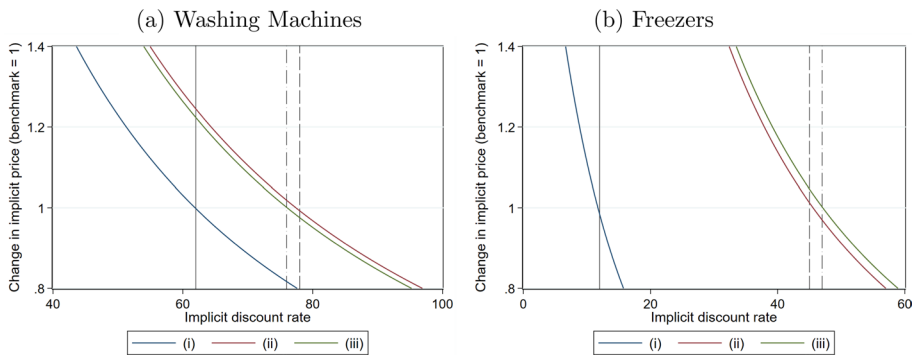 (a) Washing Machines
Change in implicit price (benchmark = 1)
1.4
1.2
1
.8
40 60 80 100
Implicit discount rate
(i) (ii) (iii)
(b) Freezers
Change in implicit price (benchmark = 1)
1.4
1.2
1
.8
0 20 40 60
Implicit discount rate
(i) (ii) (iii)